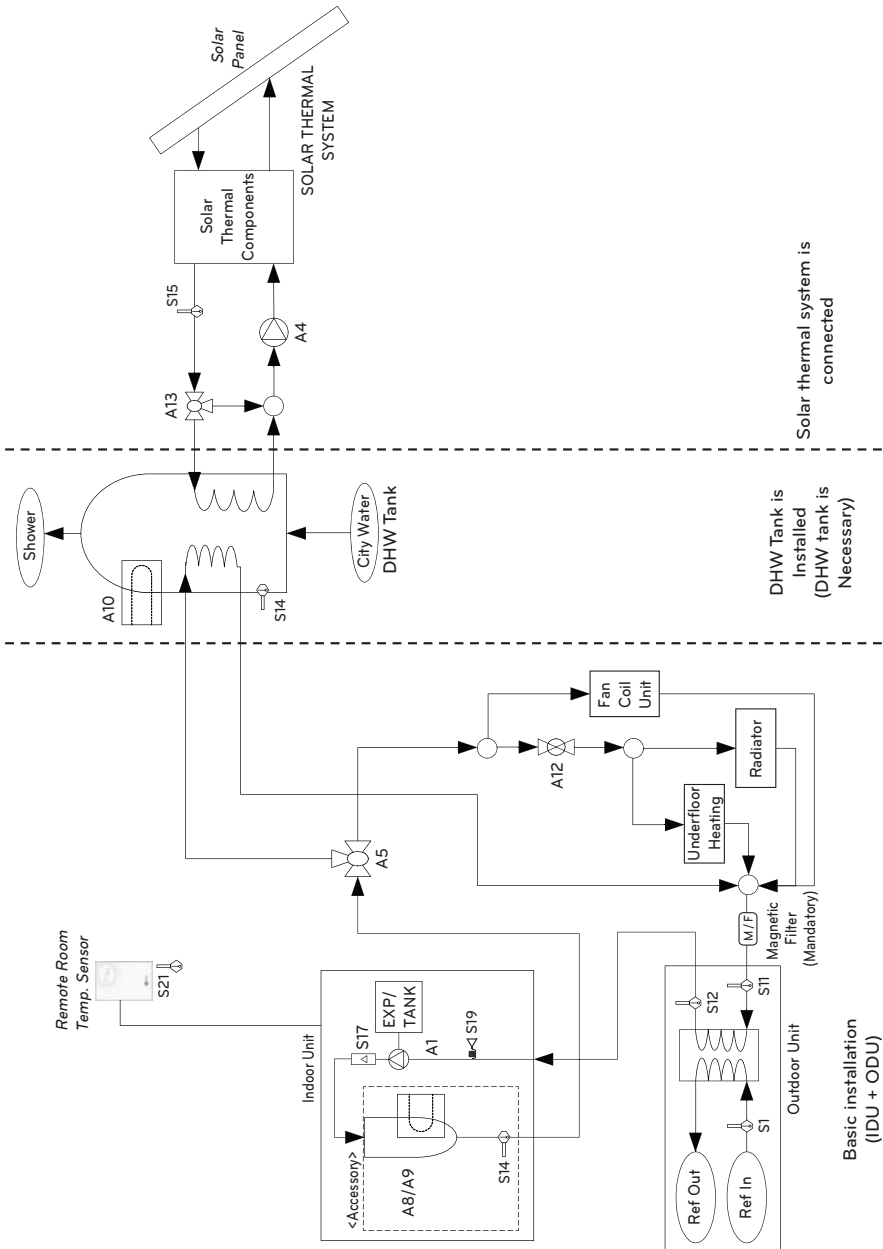 Solar
Panel
SOLAR THERMAL
SYSTEM
Solar
Thermal
Components
S15
A4
A13
Solar thermal system is
connected
Shower
A10
S14
City Water
DHW Tank
DHW Tank is
Installed
(DHW tank is
Necessary)
Fan
Coil
Unit
A12
Radiator
Underfloor
Heating
A5
M/F
Magnetic
Filter
(Mandatory)
Remote Room
Temp. Sensor
S21
Indoor Unit
EXP/
TANK
S17
A1
S19
<Accessory>
A8/A9
S14
S12
S11
Outdoor Unit
S1
Ref Out
Ref In
Basic installation
(IDU + ODU)